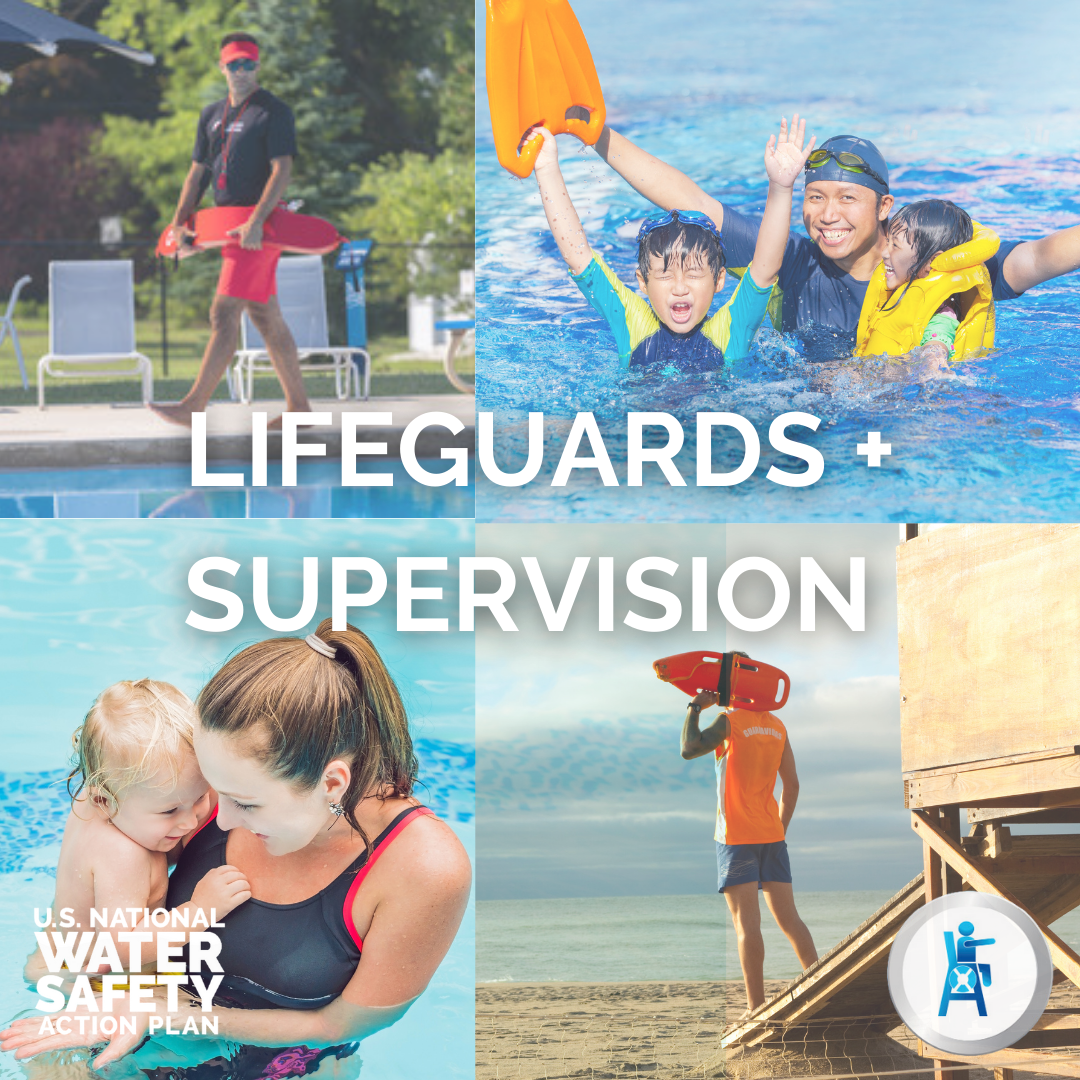 LIFEGUARDS +
SUPERVISION
U.S. NATIONAL
WATER
SAFETY
ACTION PLAN